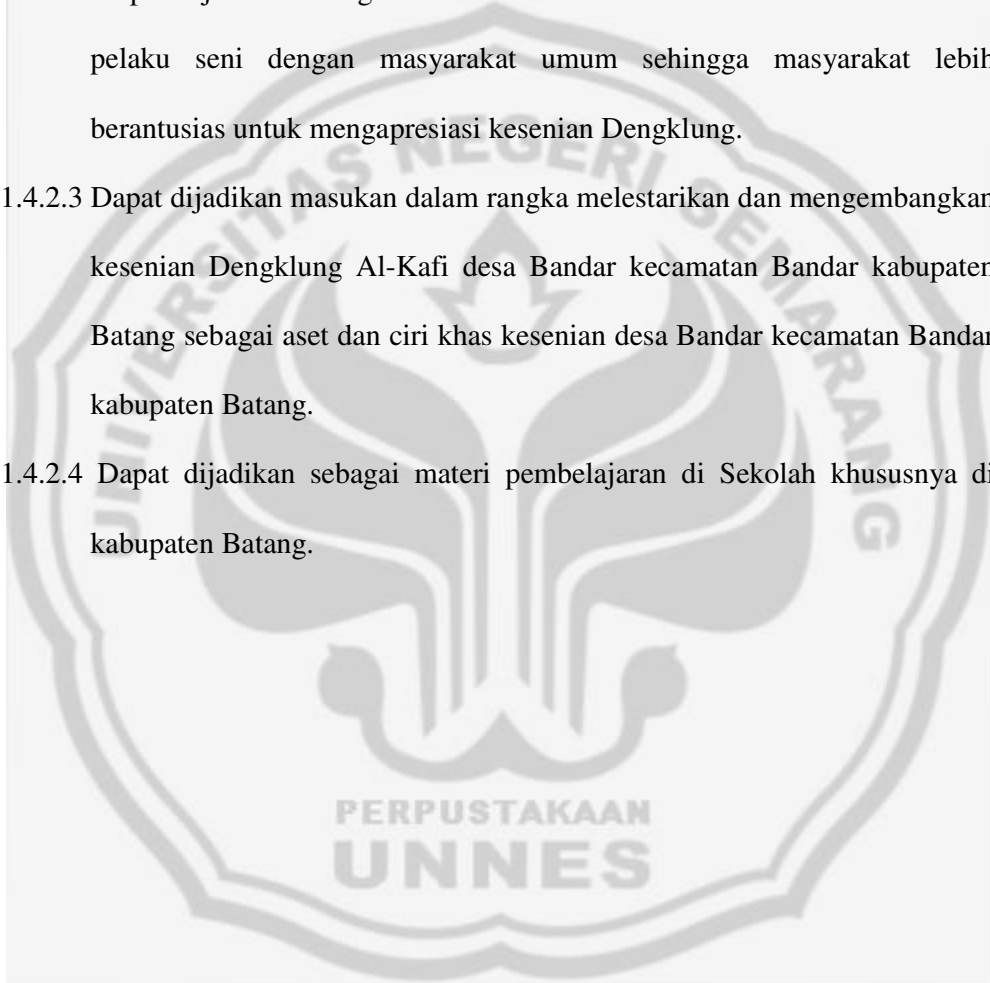 pelaku seni dengan masyarakat umum sehingga masyarakat lebih
berantusias untuk mengapresiasi kesenian Dengklung.
1.4.2.3 Dapat dijadikan masukan dalam rangka melestarikan dan mengembangkan
kesenian Dengklung Al-Kafi desa Bandar kecamatan Bandar kabupaten
Batang sebagai aset dan ciri khas kesenian desa Bandar kecamatan Bandar
kabupaten Batang.
1.4.2.4 Dapat dijadikan sebagai materi pembelajaran di Sekolah khususnya di
kabupaten Batang.
UNIVERSITAS NEGERI SEMARANG
PERPUSTAKAAN
UNNES